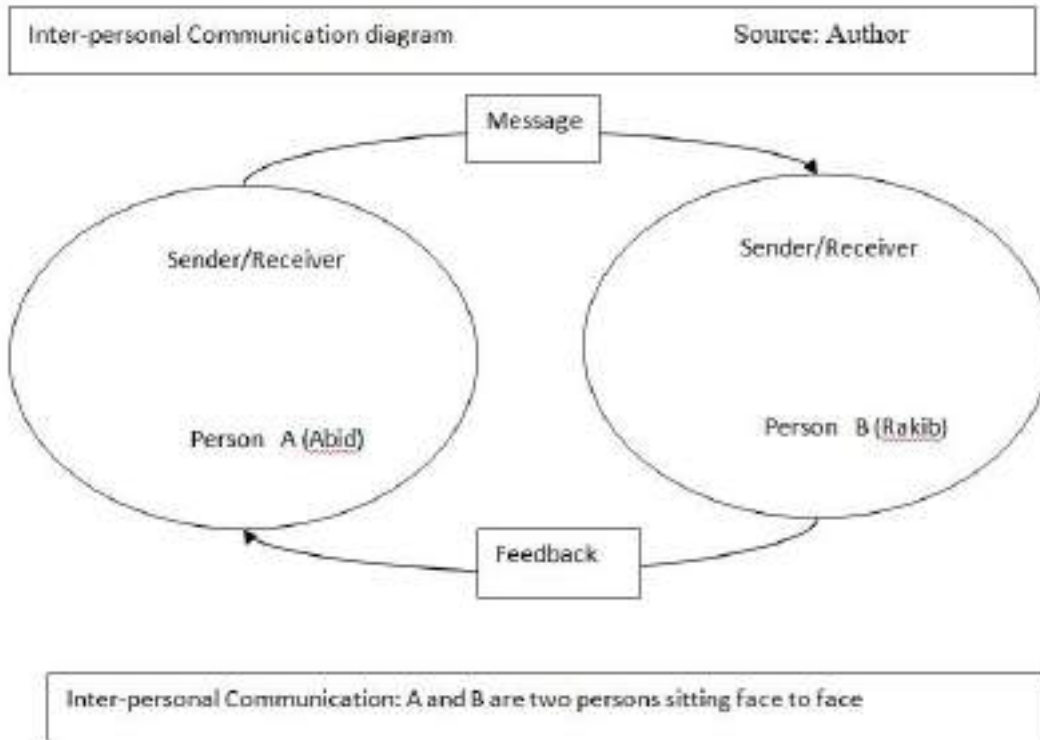 Inter-personal Communication diagram Source: Author
Message
Sender/Receiver Sender/Receiver
Person A (Abid) Person B (Rakib)
Feedback
Inter-personal Communication: A and B are two persons sitting face to face